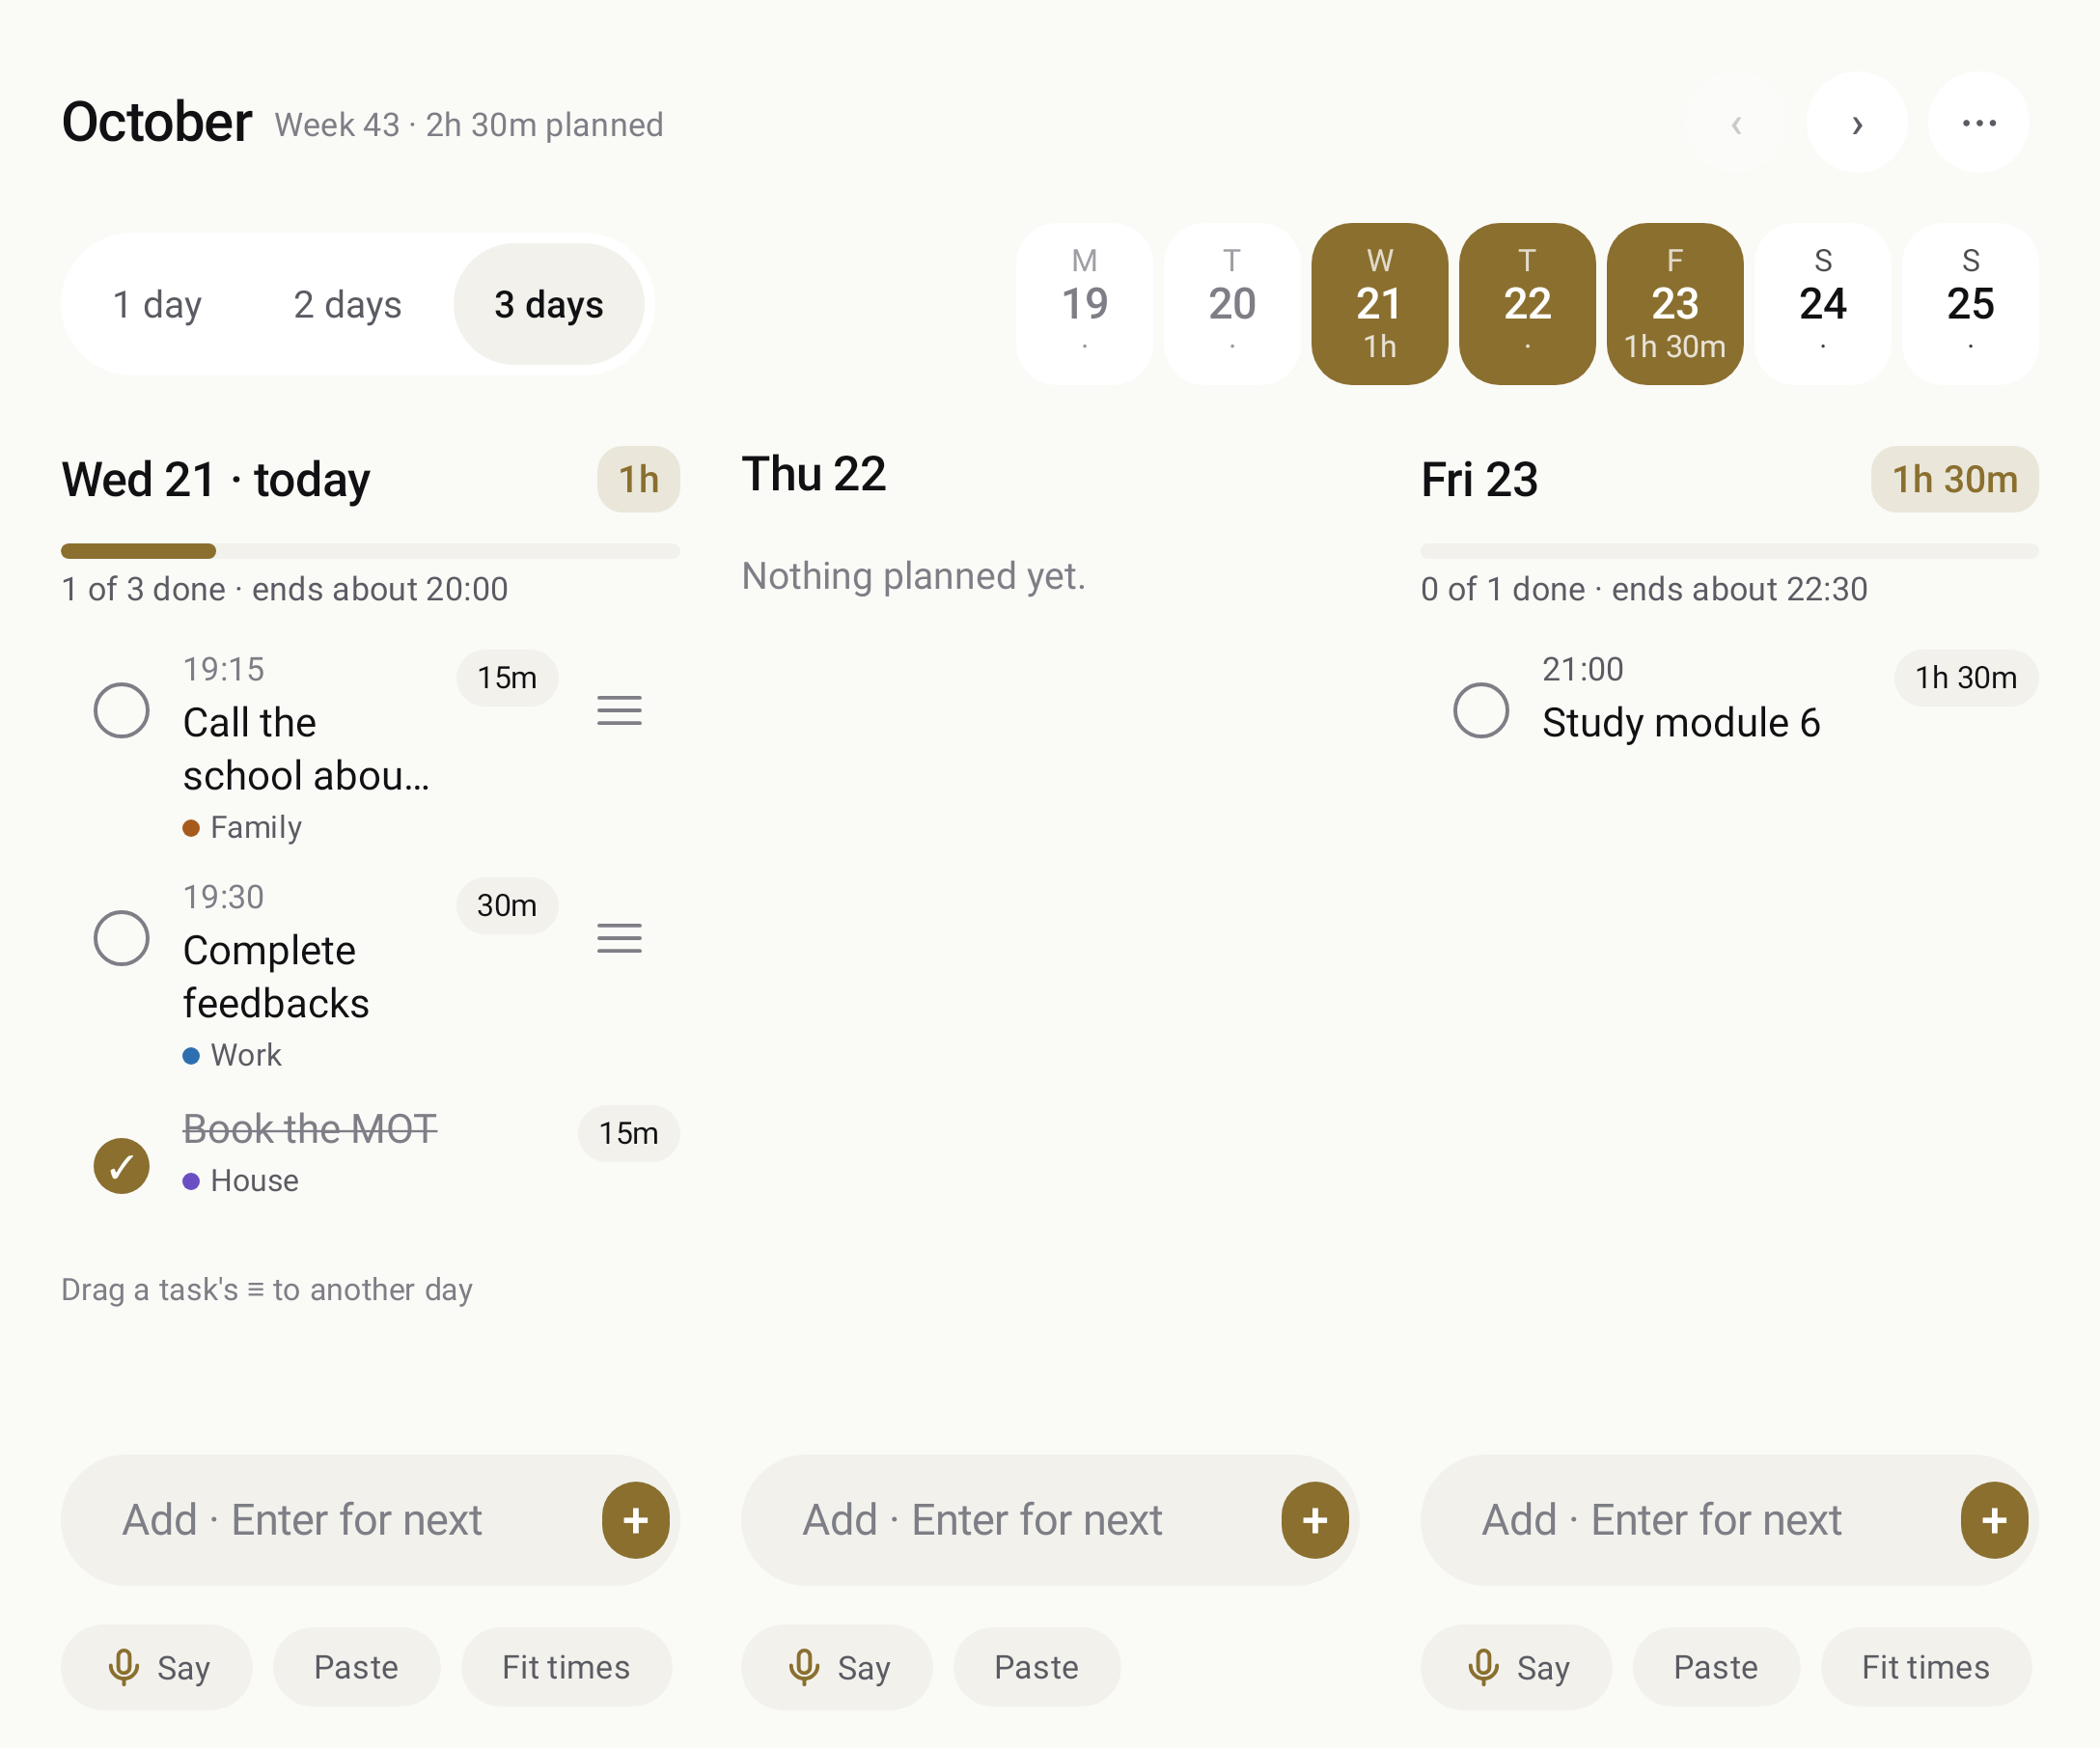 October Week 43 · 2h 30m planned
‹ › ···
1 day 2 days 3 days
M T W T F S S
19 20 21 22 23 24 25
· · 1h · 1h 30m · ·
Wed 21 · today 1h
1 of 3 done · ends about 20:00
19:15 15m
Call the
school abou...
Family
19:30 30m
Complete
feedbacks
Work
Book the MOT 15m
House
Drag a task's ≡ to another day
Add · Enter for next +
Say Paste Fit times
Thu 22
Nothing planned yet.
Add · Enter for next +
Say Paste
Fri 23 1h 30m
0 of 1 done · ends about 22:30
21:00 1h 30m
Study module 6
Add · Enter for next +
Say Paste Fit times